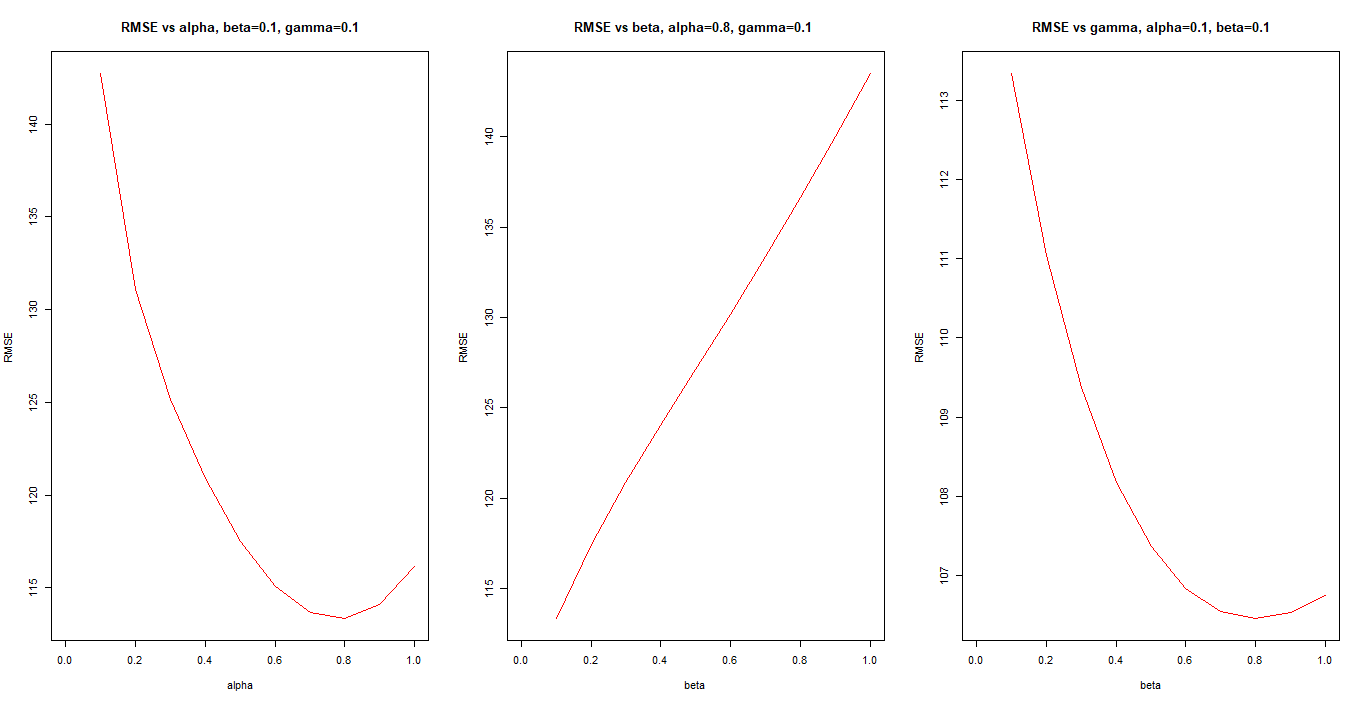 RMSE vs alpha, beta=0.1, gamma=0.1
RMSE
140
135
130
125
120
115
0.0 0.2 0.4 0.6 0.8 1.0
alpha
RMSE vs beta, alpha=0.8, gamma=0.1
RMSE
140
135
130
125
120
115
0.0 0.2 0.4 0.6 0.8 1.0
beta
RMSE vs gamma, alpha=0.1, beta=0.1
RMSE
113
112
111
110
109
108
107
0.0 0.2 0.4 0.6 0.8 1.0
beta